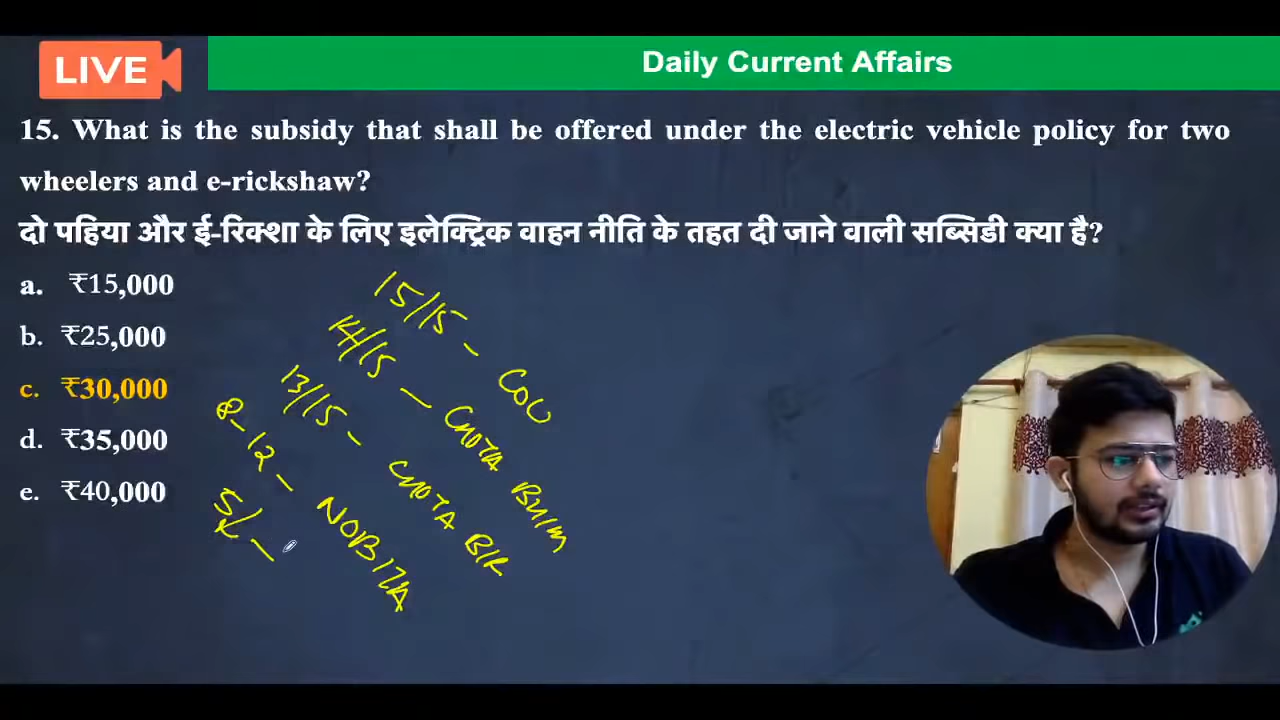 LIVE
Daily Current Affairs
15. What is the subsidy that shall be offered under the electric vehicle policy for two
wheelers and e-rickshaw?
दो पहिया और ई-रिक्शा के लिए इलेक्ट्रिक वाहन नीति के तहत दी जाने वाली सब्सिडी क्या है?
a. ₹15,000
b. ₹25,000
c. ₹30,000
d. ₹35,000
e. ₹40,000
15/15 -
14/15 - CHOTA BHIM
13/15 - CHOTA
8-12 - NOBITA